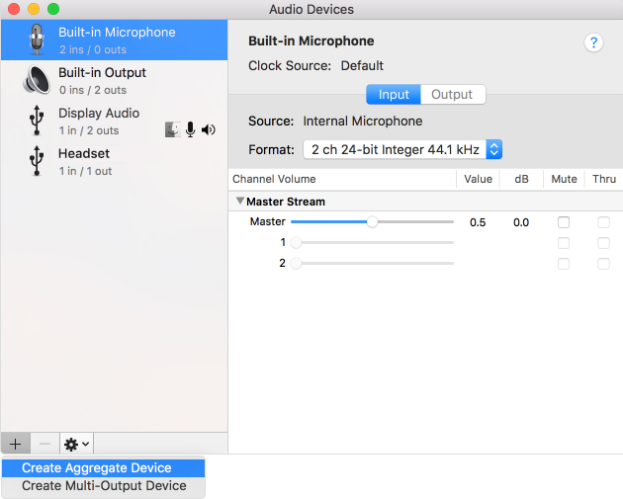 Audio Devices
Built-in Microphone
2 ins / 0 outs
Built-in Output
0 ins / 2 outs
Display Audio
1 in / 2 outs
Headset
1 in / 1 out
Built-in Microphone
?
Clock Source: Default
Input Output
Source: Internal Microphone
Format: 2 ch 24-bit Integer 44.1 kHz
Channel Volume Value dB Mute Thru
Master Stream
Master 0.5 0.0
1
2
Create Aggregate Device
Create Multi-Output Device